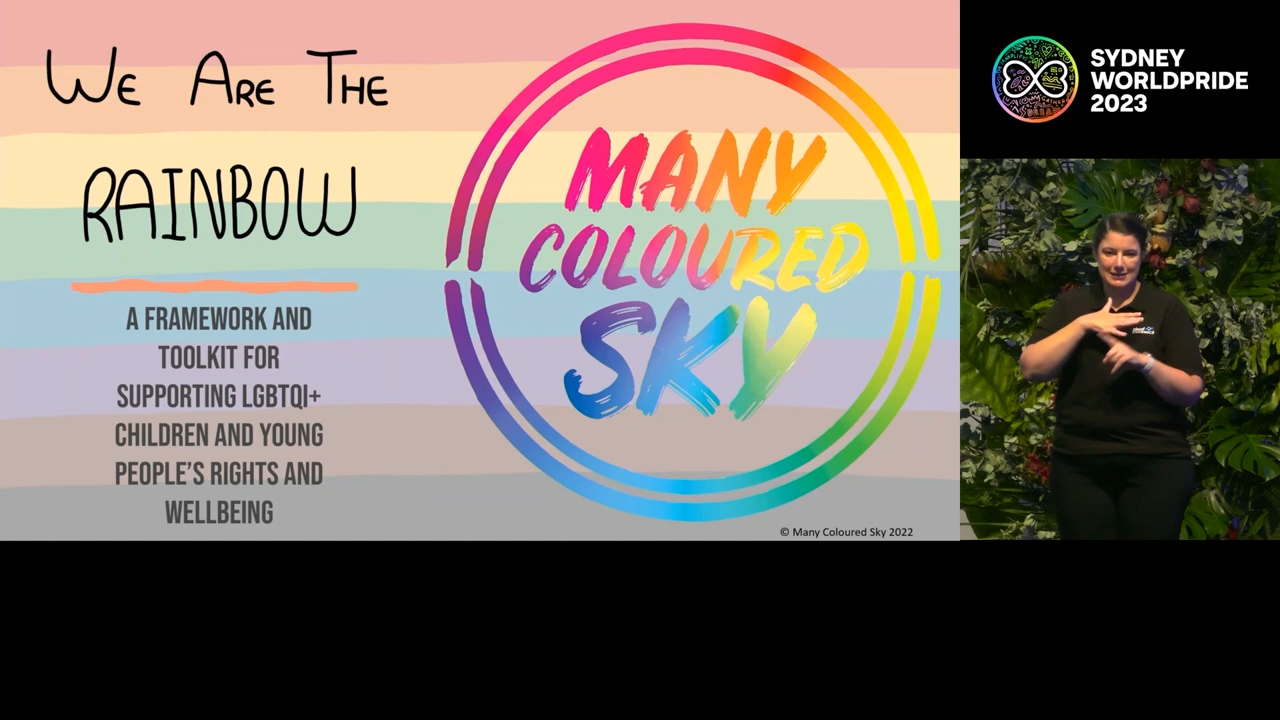 WE ARE THE
RAINBOW
A FRAMEWORK AND
TOOLKIT FOR
SUPPORTING LGBTQI+
CHILDREN AND YOUNG
PEOPLE'S RIGHTS AND
WELLBEING
MANY
COLOURED
SKY
© Many Coloured Sky 2022
SYDNEY
WORLDPRIDE
2023